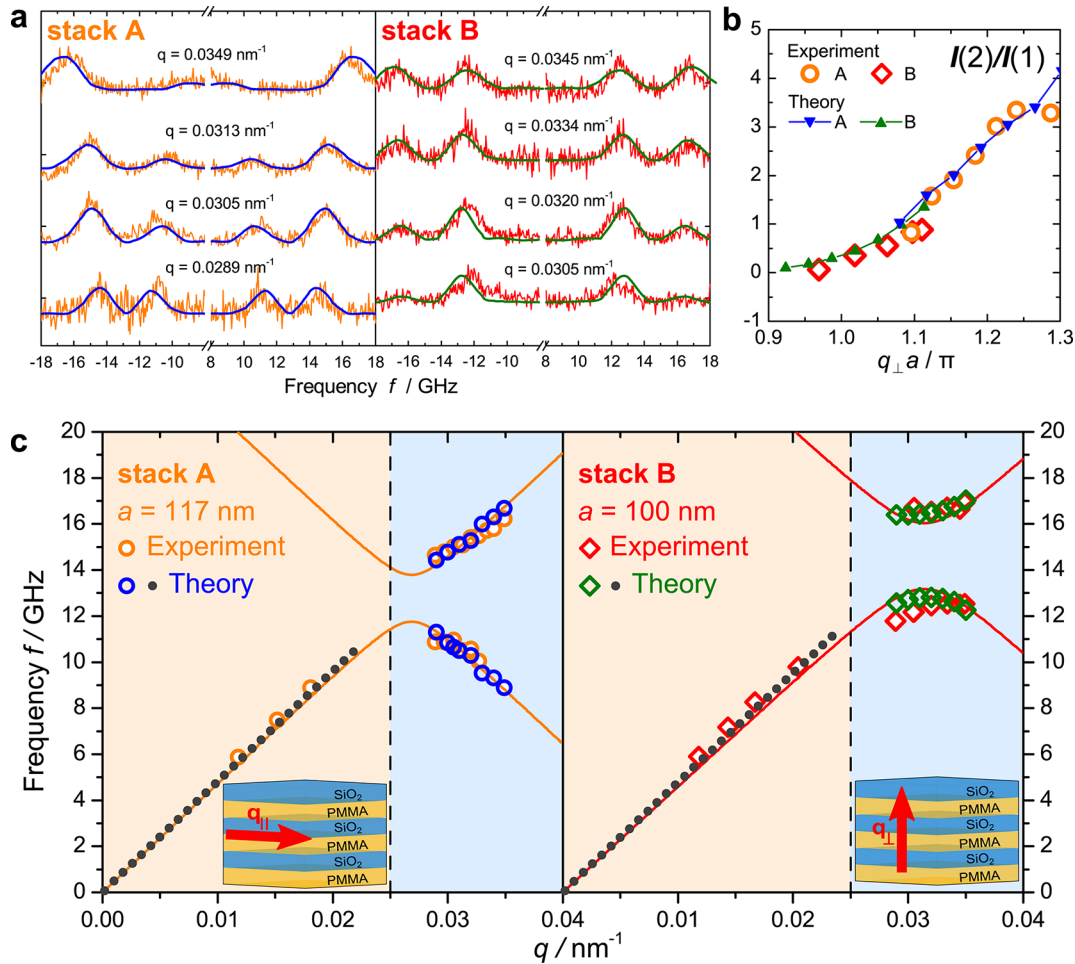 a
stack A
q = 0.0349 nm⁻¹
q = 0.0313 nm⁻¹
q = 0.0305 nm⁻¹
q = 0.0289 nm⁻¹
stack B
q = 0.0345 nm⁻¹
q = 0.0334 nm⁻¹
q = 0.0320 nm⁻¹
q = 0.0305 nm⁻¹
-18 -16 -14 -12 -10 8 10 12 14 16 18 -16 -14 -12 -10 8 10 12 14 16 18
Frequency f / GHz
b
I(2)/I(1)
Experiment
A B
Theory
A B
5
4
3
2
1
0
-1
0.9 1.0 1.1 1.2 1.3
q⊥a / π
c
stack A
a = 117 nm
Experiment
Theory
stack B
a = 100 nm
Experiment
Theory
20
18
16
14
12
10
8
6
4
2
0
Frequency f / GHz
q||
SiO₂
PMMA
SiO₂
PMMA
SiO₂
PMMA
q⊥
SiO₂
PMMA
SiO₂
PMMA
SiO₂
PMMA
20
18
16
14
12
10
8
6
4
2
0
0.00 0.01 0.02 0.03 0.04 0.01 0.02 0.03 0.04
q / nm⁻¹